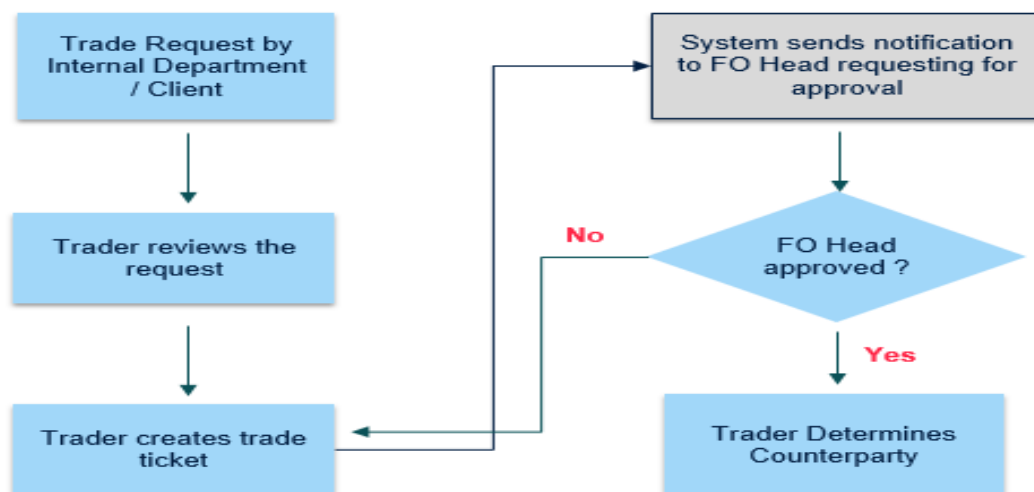 Trade Request by
Internal Department
/ Client
Trader reviews the
request
Trader creates trade
ticket
System sends notification
to FO Head requesting for
approval
FO Head
approved ?
No
Yes
Trader Determines
Counterparty